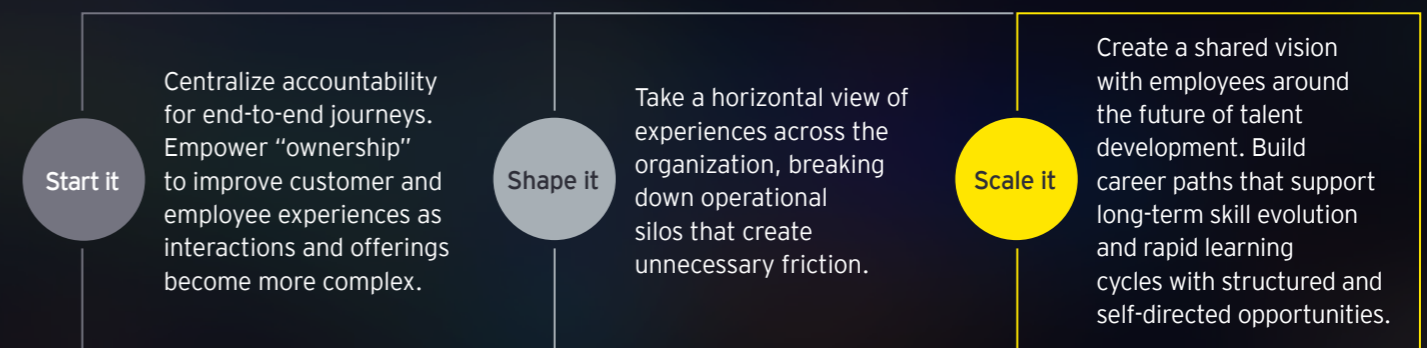 Start it
Centralize accountability
for end-to-end journeys.
Empower “ownership”
to improve customer and
employee experiences as
interactions and offerings
become more complex.
Shape it
Take a horizontal view of
experiences across the
organization, breaking
down operational
silos that create
unnecessary friction.
Scale it
Create a shared vision
with employees around
the future of talent
development. Build
career paths that support
long-term skill evolution
and rapid learning
cycles with structured and
self-directed opportunities.